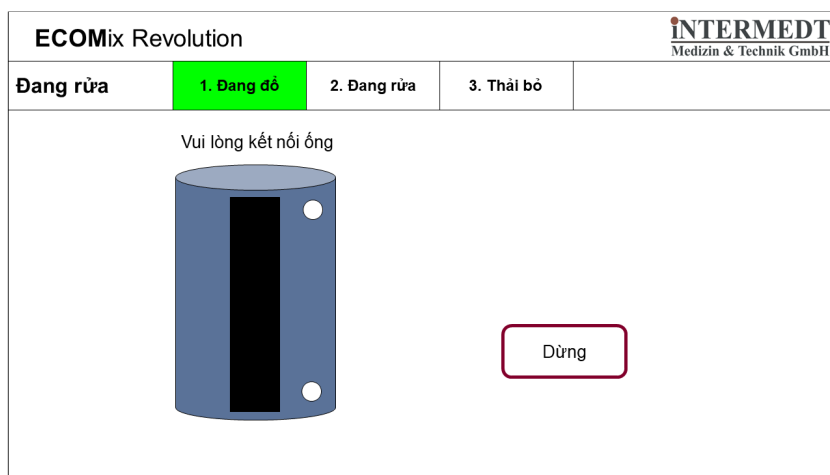 ECOMix Revolution
iNTERMEDT
Medizin & Technik GmbH
Đang rửa
1. Đang đổ
2. Đang rửa
3. Thải bỏ
Vui lòng kết nối ống
Dừng